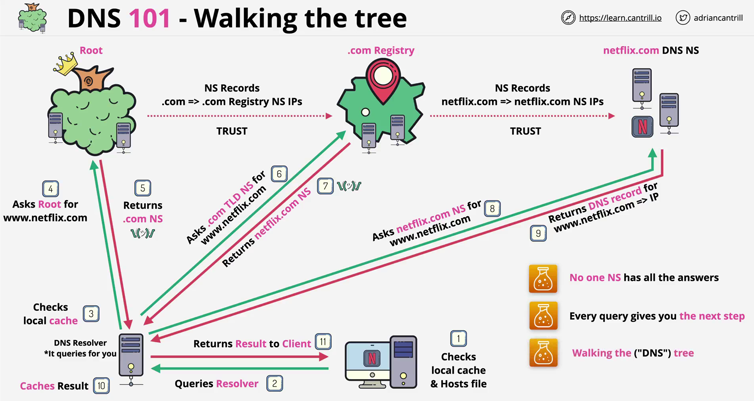 DNS 101 - Walking the tree
https://learn.cantrill.io
adriancantrill
Root
.com Registry
netflix.com DNS NS
NS Records
.com => .com Registry NS IPs
TRUST
NS Records
netflix.com => netflix.com NS IPs
TRUST
N
4
Asks Root for
www.netflix.com
5
Returns
.com NS
\(ツ)/
6
Asks .com TLD NS for
www.netflix.com
7
\(ツ)/
Returns netflix.com NS
8
Asks netflix.com NS for
www.netflix.com
9
Returns DNS record for
www.netflix.com => IP
No one NS has all the answers
Every query gives you the next step
Walking the ("DNS") tree
Checks
local cache
3
DNS Resolver
*It queries for you
Caches Result
10
Returns Result to Client
11
Queries Resolver
2
N
1
Checks
local cache
& Hosts file